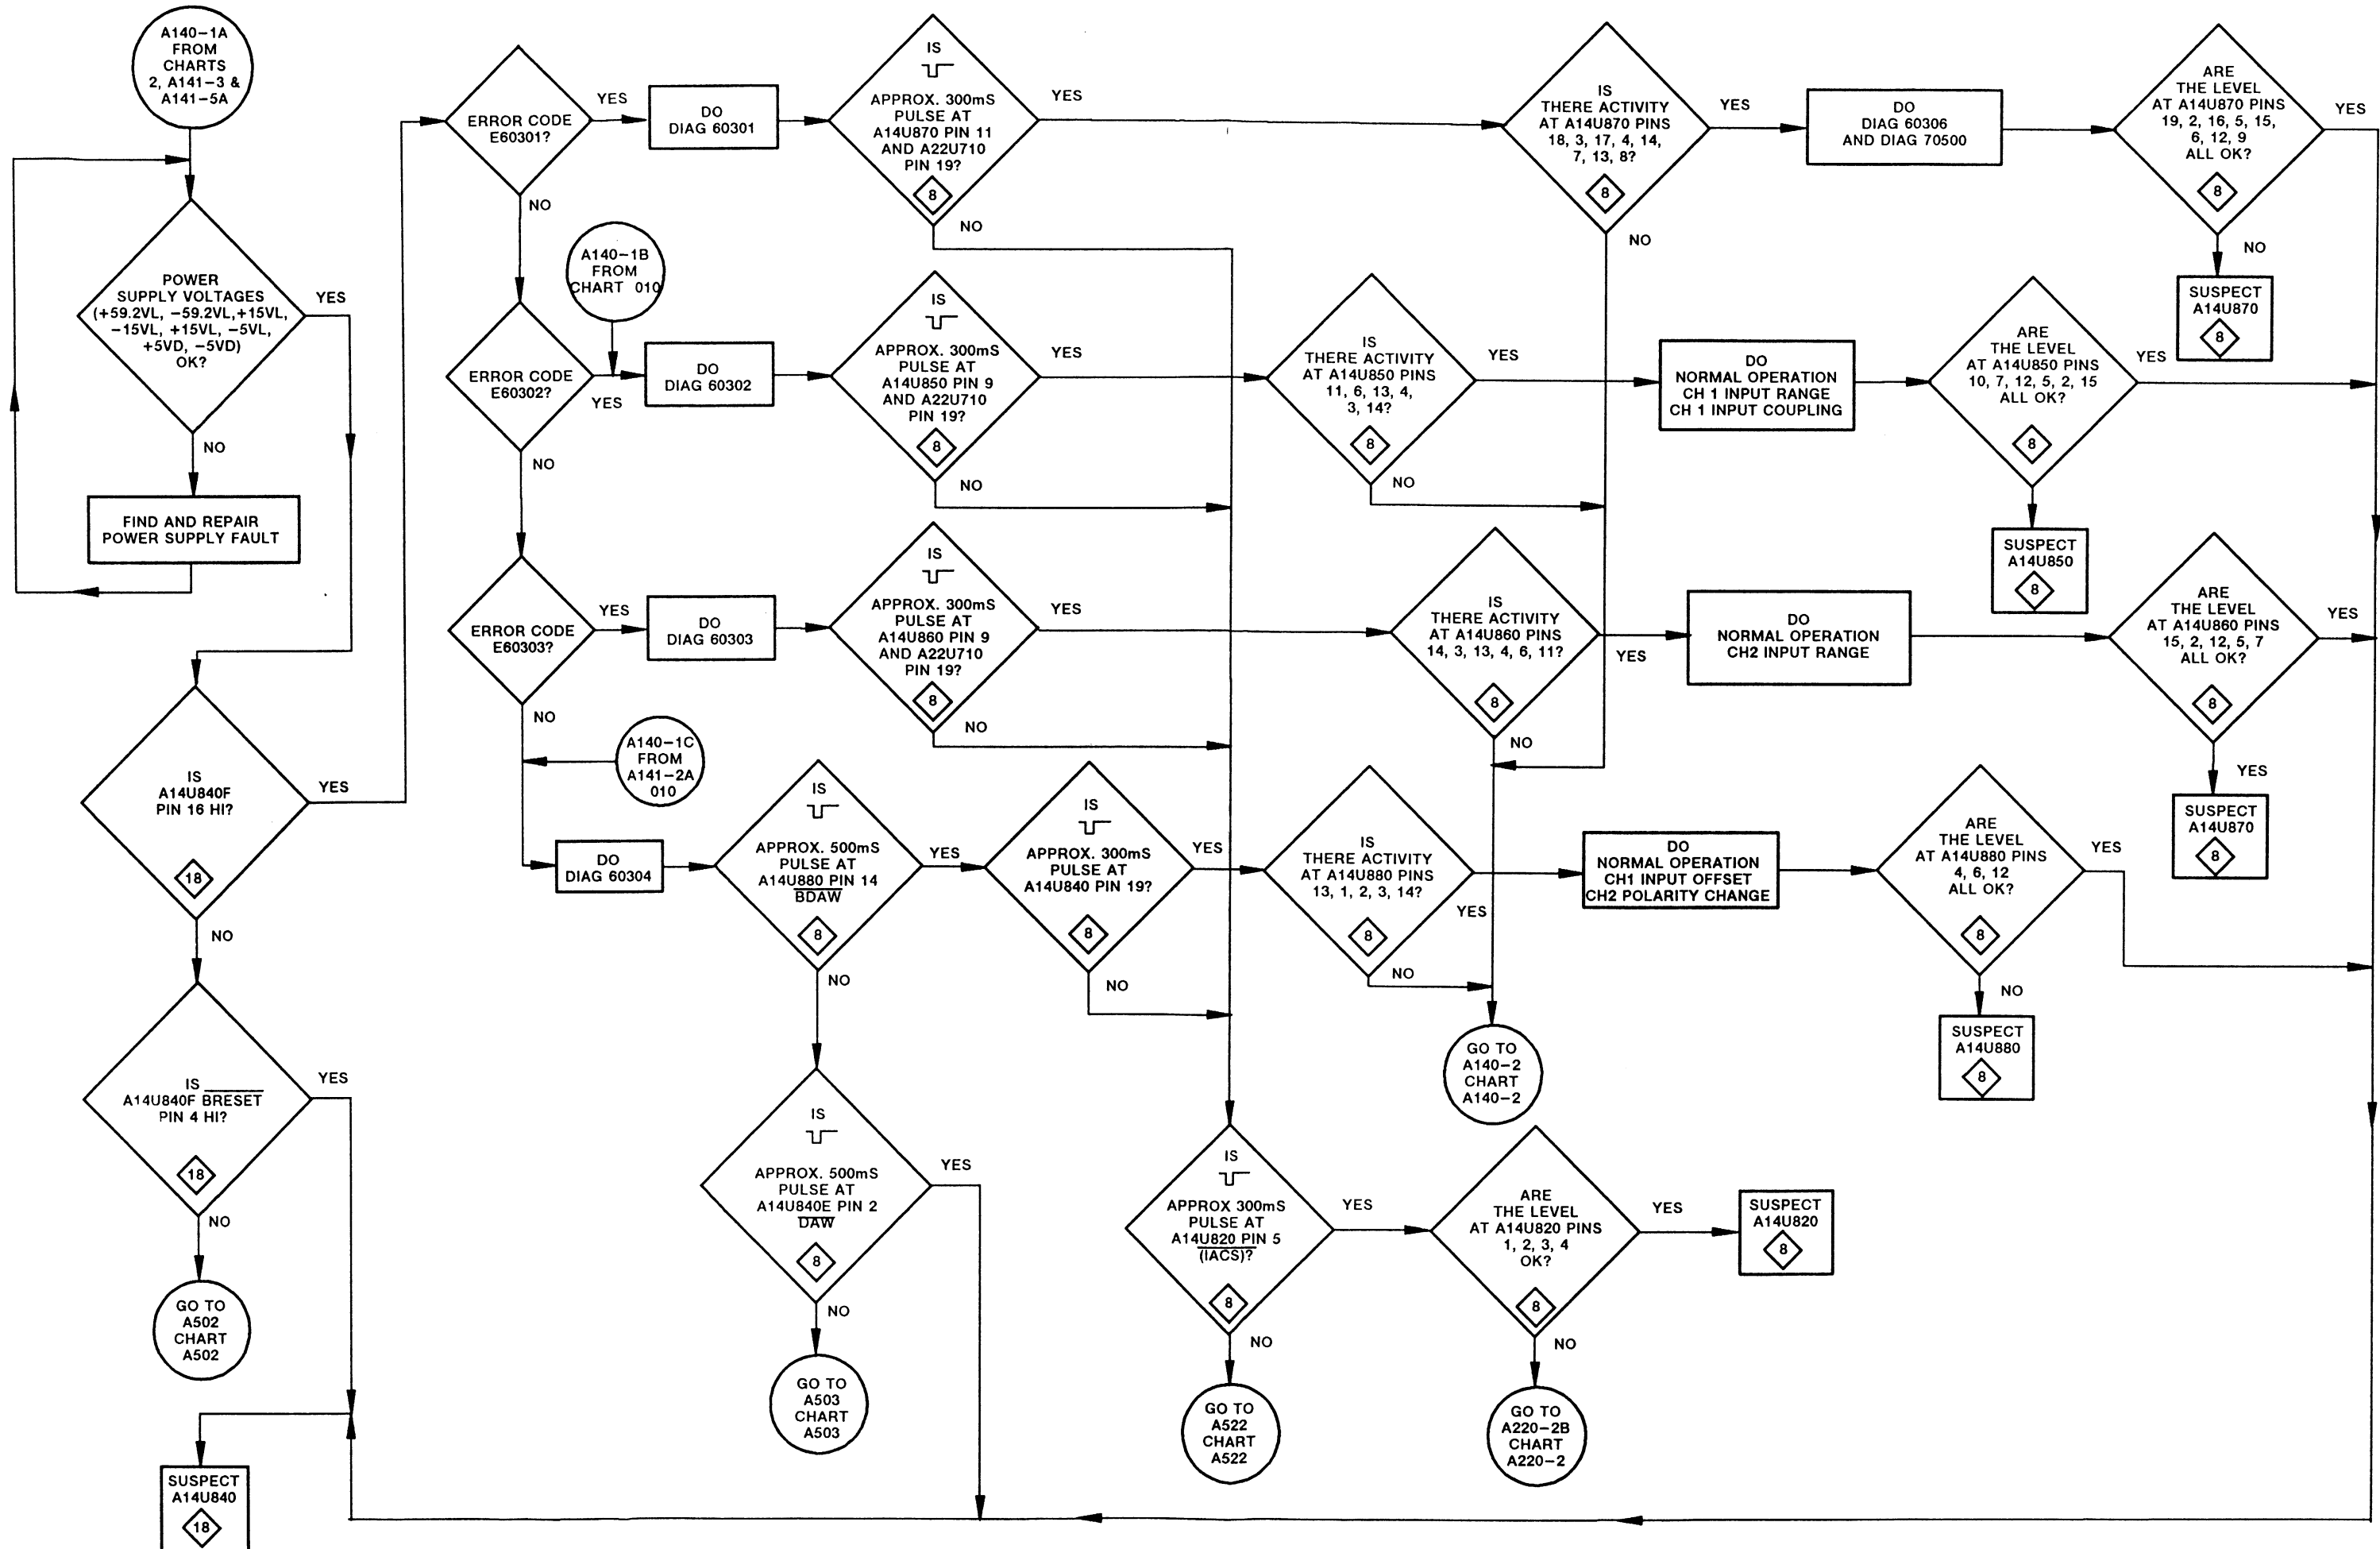 A140-1A
FROM
CHARTS
2, A141-3 &
A141-5A
POWER
SUPPLY VOLTAGES
(+59.2VL, -59.2VL,+15VL,
-15VL, +15VL, -5VL,
+5VD, -5VD)
OK?
YES
NO
FIND AND REPAIR
POWER SUPPLY FAULT
IS
A14U840F
PIN 16 HI?
18
YES
NO
IS
A14U840F BRESET
PIN 4 HI?
18
YES
NO
GO TO
A502
CHART
A502
SUSPECT
A14U840
18
ERROR CODE
E60301?
YES
NO
DO
DIAG 60301
IS
APPROX. 300mS
PULSE AT
A14U870 PIN 11
AND A22U710
PIN 19?
8
YES
NO
IS
THERE ACTIVITY
AT A14U870 PINS
18, 3, 17, 4, 14,
7, 13, 8?
8
YES
NO
DO
DIAG 60306
AND DIAG 70500
ARE
THE LEVEL
AT A14U870 PINS
19, 2, 16, 5, 15,
6, 12, 9
ALL OK?
8
YES
NO
SUSPECT
A14U870
8
A140-1B
FROM
CHART 010
ERROR CODE
E60302?
YES
NO
DO
DIAG 60302
IS
APPROX. 300mS
PULSE AT
A14U850 PIN 9
AND A22U710
PIN 19?
8
YES
NO
IS
THERE ACTIVITY
AT A14U850 PINS
11, 6, 13, 4,
3, 14?
8
YES
NO
DO
NORMAL OPERATION
CH 1 INPUT RANGE
CH 1 INPUT COUPLING
ARE
THE LEVEL
AT A14U850 PINS
10, 7, 12, 5, 2, 15
ALL OK?
8
YES
SUSPECT
A14U850
8
ERROR CODE
E60303?
YES
NO
DO
DIAG 60303
IS
APPROX. 300mS
PULSE AT
A14U860 PIN 9
AND A22U710
PIN 19?
8
YES
NO
IS
THERE ACTIVITY
AT A14U860 PINS
14, 3, 13, 4, 6, 11?
8
YES
NO
DO
NORMAL OPERATION
CH2 INPUT RANGE
ARE
THE LEVEL
AT A14U860 PINS
15, 2, 12, 5, 7
ALL OK?
8
YES
YES
SUSPECT
A14U870
8
A140-1C
FROM
A141-2A
010
DO
DIAG 60304
IS
APPROX. 500mS
PULSE AT
A14U880 PIN 14
BDAW
8
YES
NO
IS
APPROX. 300mS
PULSE AT
A14U840 PIN 19?
8
YES
NO
IS
THERE ACTIVITY
AT A14U880 PINS
13, 1, 2, 3, 14?
8
YES
NO
DO
NORMAL OPERATION
CH1 INPUT OFFSET
CH2 POLARITY CHANGE
ARE
THE LEVEL
AT A14U880 PINS
4, 6, 12
ALL OK?
8
YES
NO
SUSPECT
A14U880
8
GO TO
A140-2
CHART
A140-2
IS
APPROX. 500mS
PULSE AT
A14U840E PIN 2
DAW
8
YES
NO
GO TO
A503
CHART
A503
IS
APPROX 300mS
PULSE AT
A14U820 PIN 5
(IACS)?
8
YES
NO
GO TO
A522
CHART
A522
ARE
THE LEVEL
AT A14U820 PINS
1, 2, 3, 4
OK?
8
YES
NO
SUSPECT
A14U820
8
GO TO
A220-2B
CHART
A220-2